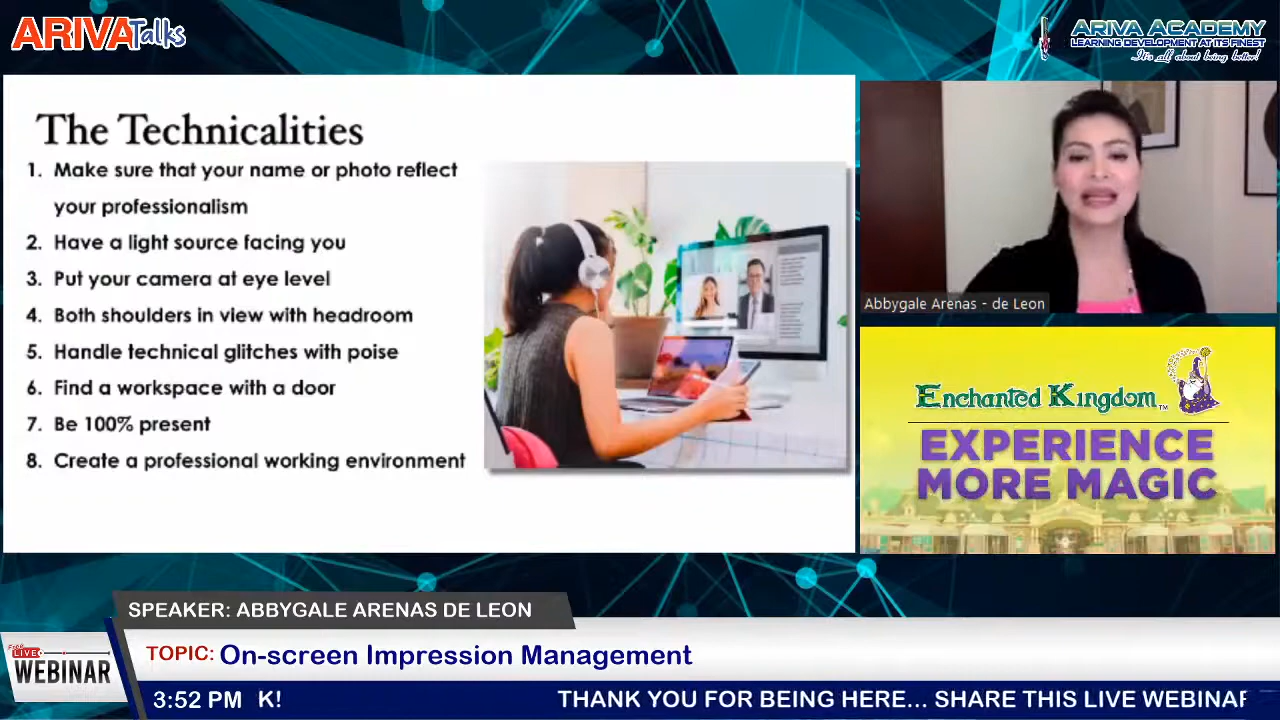 ARIVA Talks
ARIVA ACADEMY
LEARNING DEVELOPMENT AT ITS FINEST
It's all about being better!
The Technicalities
1. Make sure that your name or photo reflect
your professionalism
2. Have a light source facing you
3. Put your camera at eye level
4. Both shoulders in view with headroom
5. Handle technical glitches with poise
6. Find a workspace with a door
7. Be 100% present
8. Create a professional working environment
Abbygale Arenas - de Leon
Enchanted Kingdom™
EXPERIENCE
MORE MAGIC
SPEAKER: ABBYGALE ARENAS DE LEON
Free LIVE
WEBINAR
TOPIC: On-screen Impression Management
3:52 PM K! THANK YOU FOR BEING HERE... SHARE THIS LIVE WEBINAR